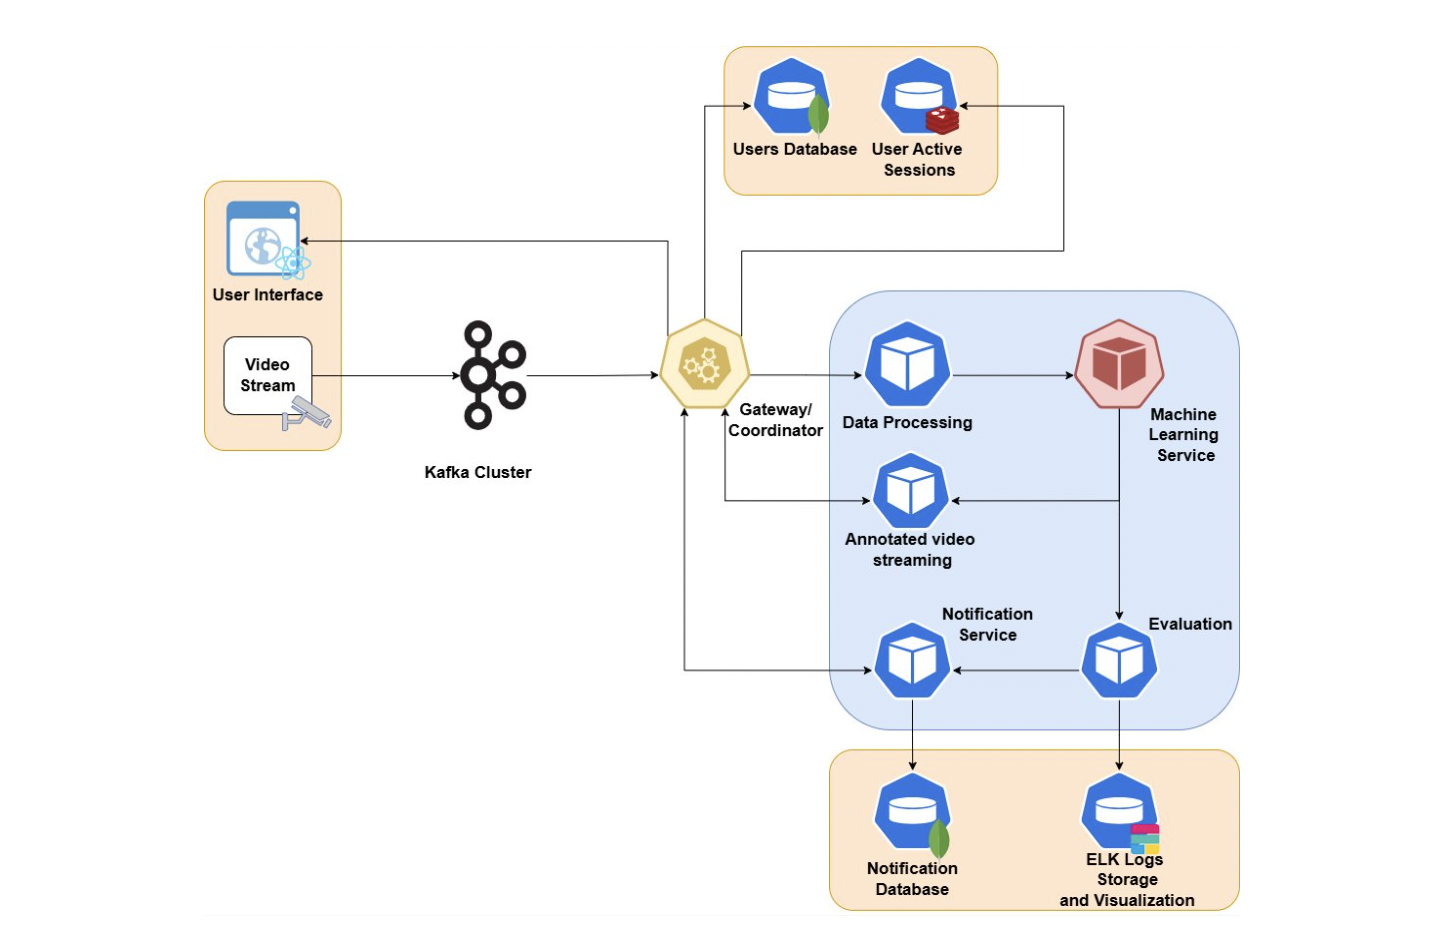 Users Database
User Active
Sessions
User Interface
Video
Stream
Kafka Cluster
Gateway/
Coordinator
Data Processing
Machine
Learning
Service
Annotated video
streaming
Notification
Service
Evaluation
Notification
Database
ELK Logs
Storage
and Visualization